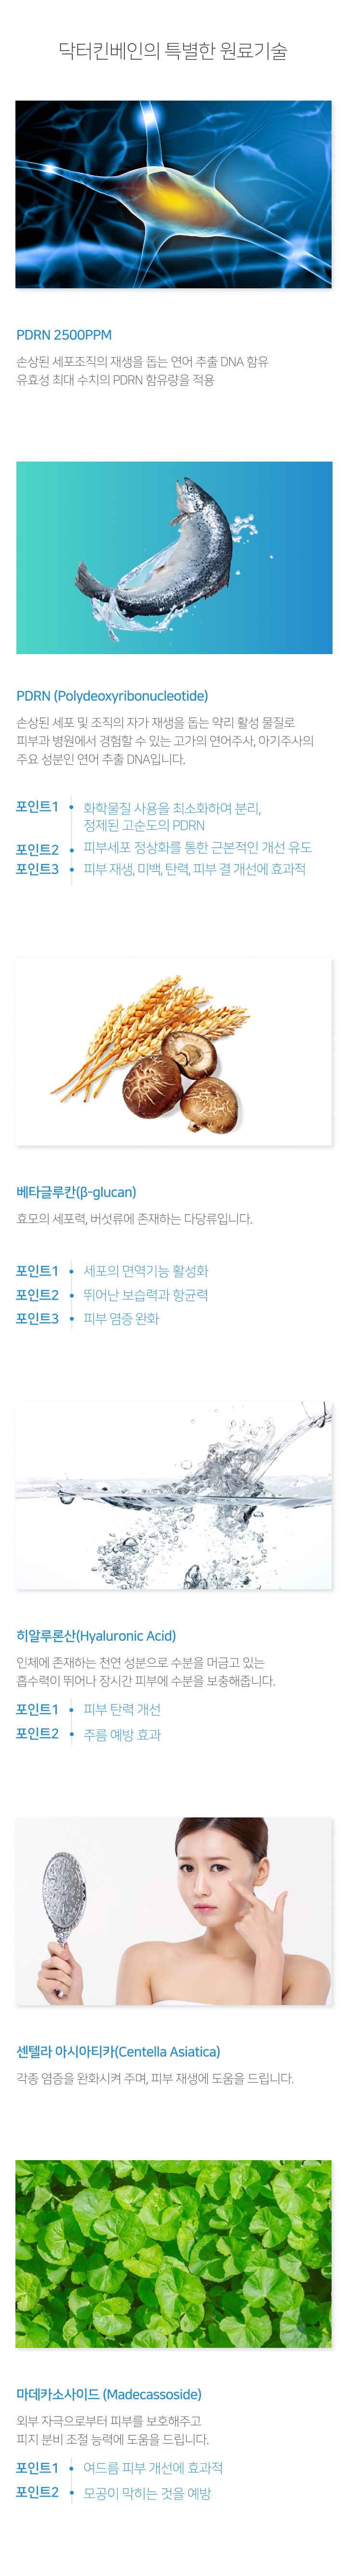 닥터킨베인의 특별한 원료기술
PDRN 2500PPM
손상된 세포조직의 재생을 돕는 연어 추출 DNA 함유
유효성 최대 수치의 PDRN 함유량을 적용
PDRN (Polydeoxyribonucleotide)
손상된 세포 및 조직의 자가 재생을 돕는 약리 활성 물질로
피부과 병원에서 경험할 수 있는 고가의 연어주사, 아기주사의
주요 성분인 연어 추출 DNA입니다.
포인트1 • 화학물질 사용을 최소화하여 분리,
정제된 고순도의 PDRN
포인트2 • 피부세포 정상화를 통한 근본적인 개선 유도
포인트3 • 피부 재생, 미백, 탄력, 피부 결 개선에 효과적
베타글루칸(β-glucan)
효모의 세포력, 버섯류에 존재하는 다당류입니다.
포인트1 • 세포의 면역기능 활성화
포인트2 • 뛰어난 보습력과 항균력
포인트3 • 피부 염증 완화
히알루론산(Hyaluronic Acid)
인체에 존재하는 천연 성분으로 수분을 머금고 있는
흡수력이 뛰어나 장시간 피부에 수분을 보충해줍니다.
포인트1 • 피부 탄력 개선
포인트2 • 주름 예방 효과
센텔라 아시아티카(Centella Asiatica)
각종 염증을 완화시켜 주며, 피부 재생에 도움을 드립니다.
마데카소사이드 (Madecassoside)
외부 자극으로부터 피부를 보호해주고
피지 분비 조절 능력에 도움을 드립니다.
포인트1 • 여드름 피부 개선에 효과적
포인트2 • 모공이 막히는 것을 예방